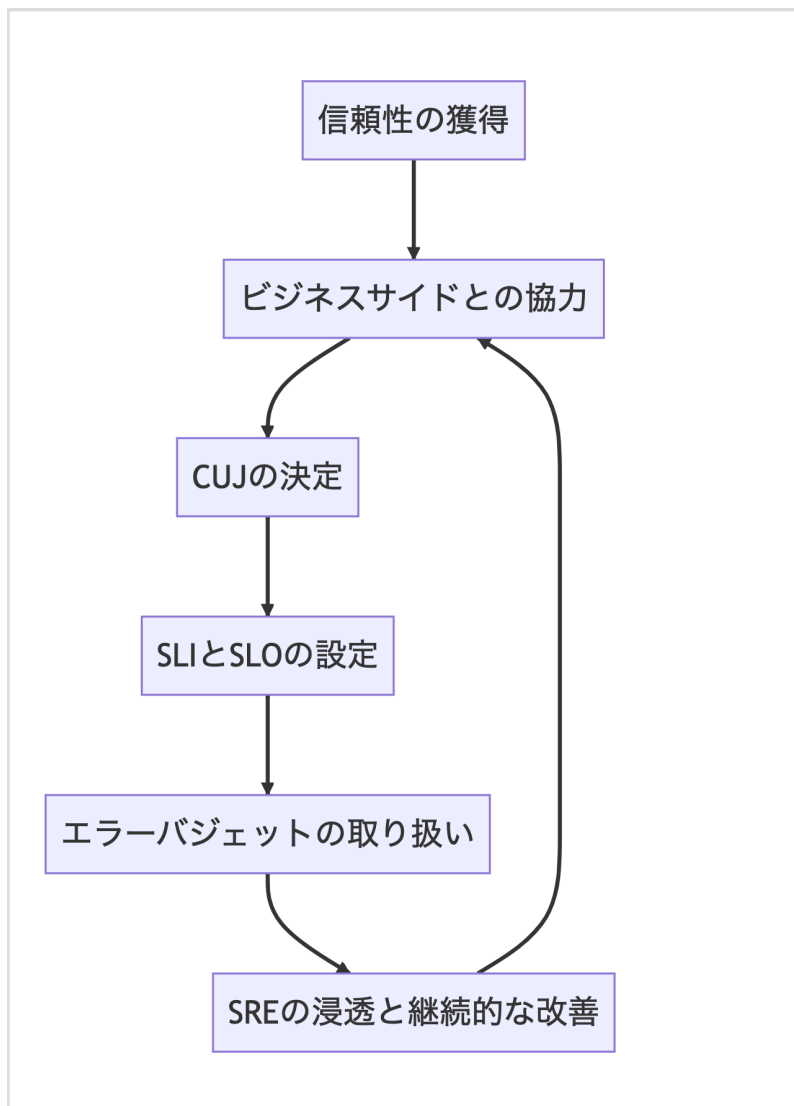 信頼性の獲得
ビジネスサイドとの協力
CUJの決定
SLIとSLOの設定
エラーバジェットの取り扱い
SREの浸透と継続的な改善